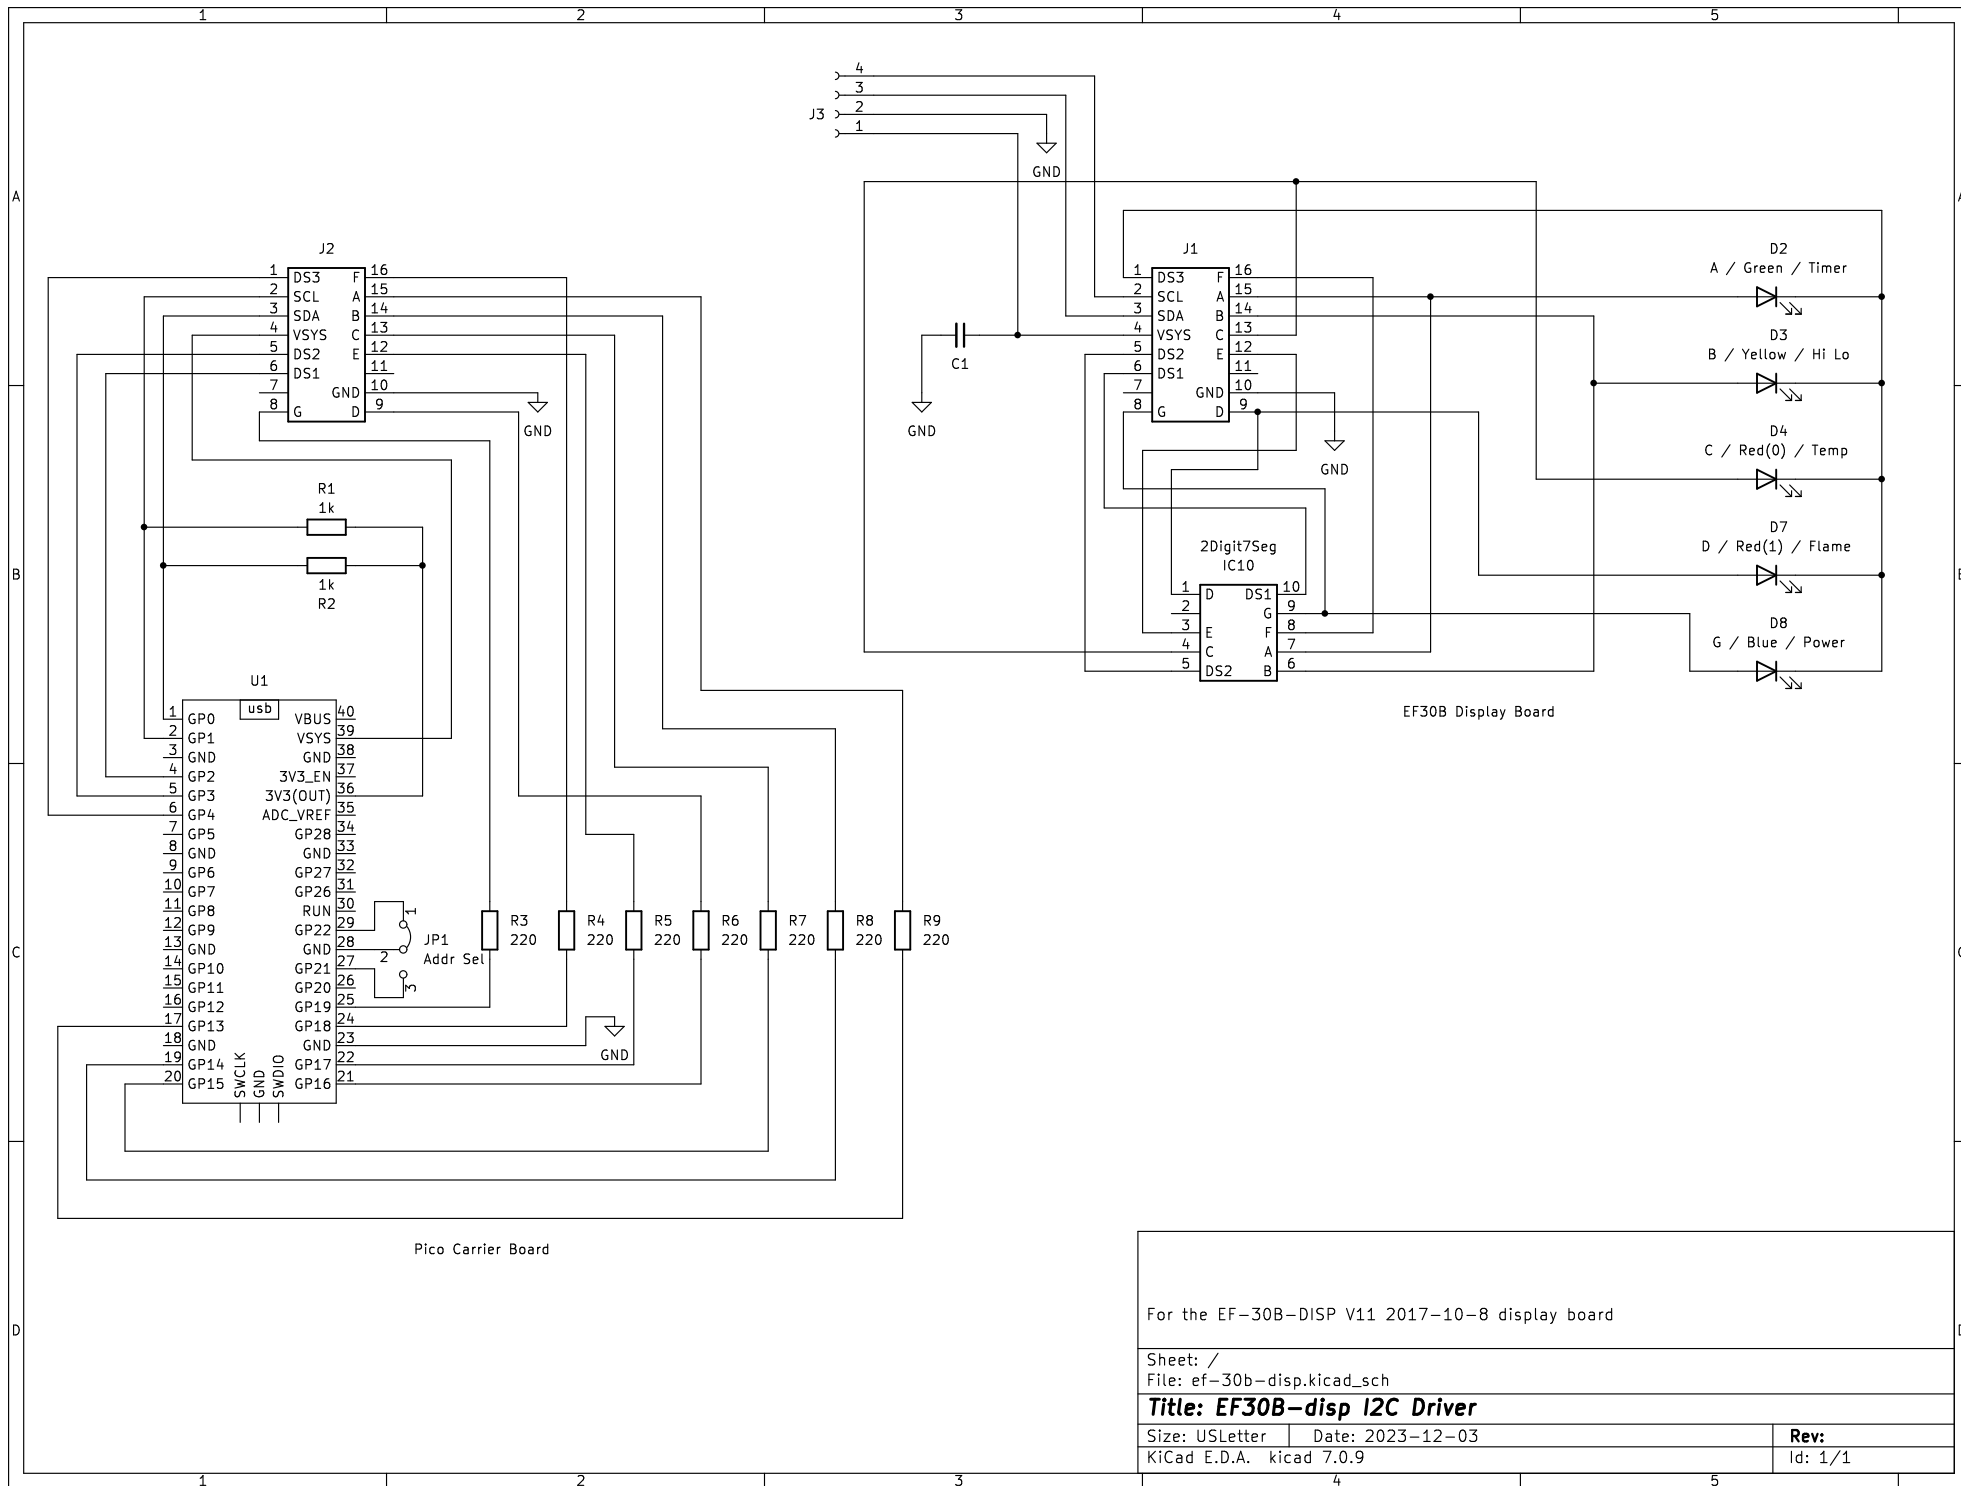 1 2 3 4 5
A
B
C
D
4
3
J3 2
1
GND
J2
1 DS3 F 16
2 SCL A 15
3 SDA B 14
4 VSYS C 13
5 DS2 E 12
6 DS1 11
7 GND 10
8 G D 9
GND
R1
1k
1k
R2
U1
usb
1 GP0 VBUS 40
2 GP1 VSYS 39
3 GND GND 38
4 GP2 3V3_EN 37
5 GP3 3V3(OUT) 36
6 GP4 ADC_VREF 35
7 GP5 GP28 34
8 GND GND 33
9 GP6 GP27 32
10 GP7 GP26 31
11 GP8 RUN 30
12 GP9 GP22 29
13 GND GND 28
14 GP10 GP21 27
15 GP11 GP20 26
16 GP12 GP19 25
17 GP13 GP18 24
18 GND GND 23
19 GP14 GP17 22
20 GP15 GP16 21
SWCLK
GND
SWDIO
1
2
3
JP1
Addr Sel
GND
R3
220
R4
220
R5
220
R6
220
R7
220
R8
220
R9
220
Pico Carrier Board
C1
GND
J1
1 DS3 F 16
2 SCL A 15
3 SDA B 14
4 VSYS C 13
5 DS2 E 12
6 DS1 11
7 GND 10
8 G D 9
GND
2Digit7Seg
IC10
1 D DS1 10
2 G 9
3 E F 8
4 C A 7
5 DS2 B 6
D2
A / Green / Timer
D3
B / Yellow / Hi Lo
D4
C / Red(0) / Temp
D7
D / Red(1) / Flame
D8
G / Blue / Power
EF30B Display Board
For the EF-30B-DISP V11 2017-10-8 display board
Sheet: /
File: ef-30b-disp.kicad_sch
Title: EF30B-disp I2C Driver
Size: USLetter Date: 2023-12-03 Rev:
KiCad E.D.A. kicad 7.0.9 Id: 1/1
1 2 3 4 5